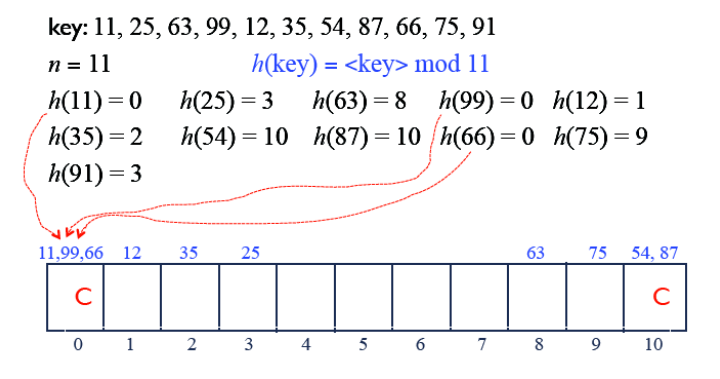 key: 11, 25, 63, 99, 12, 35, 54, 87, 66, 75, 91
n = 11 h(key) = <key> mod 11
h(11) = 0 h(25) = 3 h(63) = 8 h(99) = 0 h(12) = 1
h(35) = 2 h(54) = 10 h(87) = 10 h(66) = 0 h(75) = 9
h(91) = 3
11,99,66 12 35 25 63 75 54, 87
C C
0 1 2 3 4 5 6 7 8 9 10